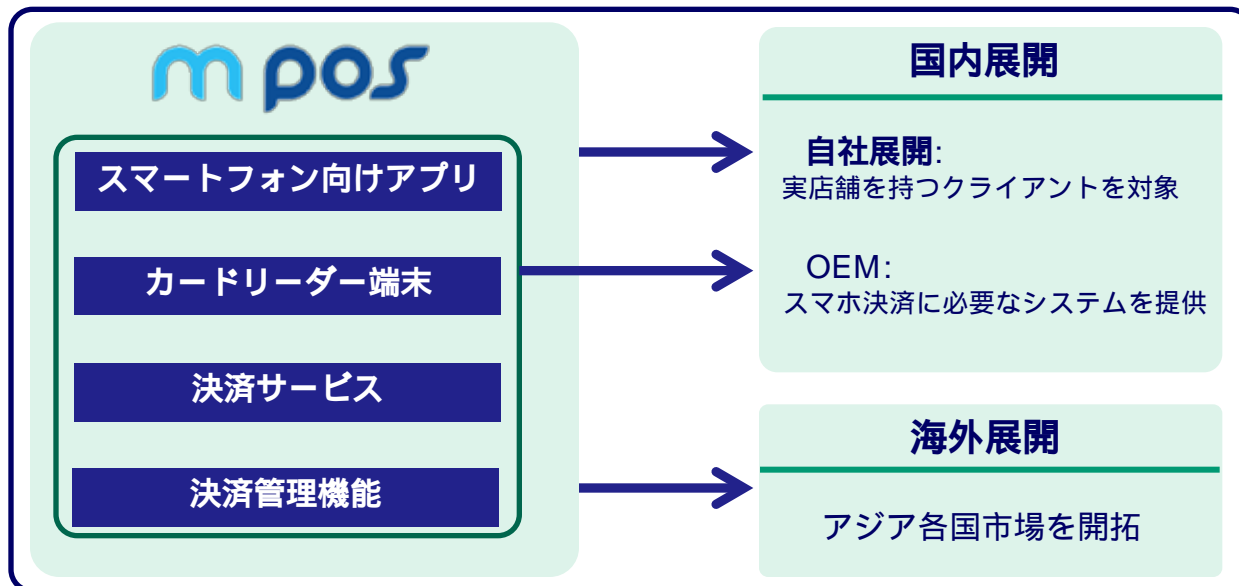 mpos
スマートフォン向けアプリ
カードリーダー端末
決済サービス
決済管理機能
国内展開
自社展開:
実店舗を持つクライアントを対象
OEM:
スマホ決済に必要なシステムを提供
海外展開
アジア各国市場を開拓